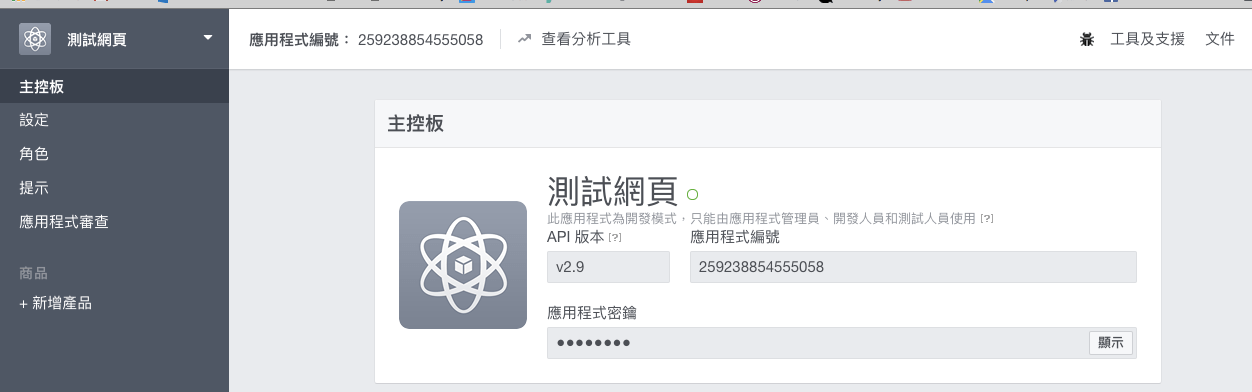 測試網頁
應用程式編號： 259238854555058
查看分析工具
工具及支援
文件
主控板
設定
角色
提示
應用程式審查
商品
+ 新增產品
主控板
測試網頁
此應用程式為開發模式，只能由應用程式管理員、開發人員和測試人員使用 [?]
API 版本 [?]
應用程式編號
v2.9
259238854555058
應用程式密鑰
●●●●●●●●
顯示